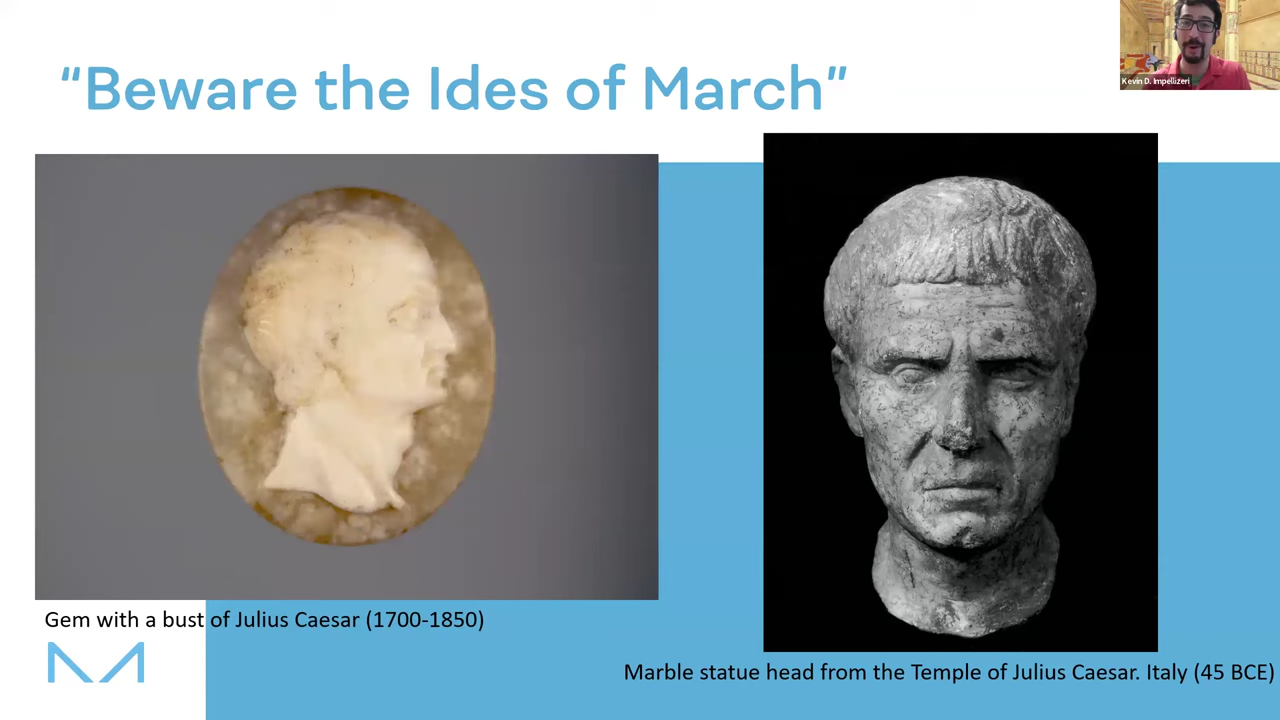 “Beware the Ides of March”
Kevin D. Impellizeri
Gem with a bust of Julius Caesar (1700-1850)
Marble statue head from the Temple of Julius Caesar. Italy (45 BCE)